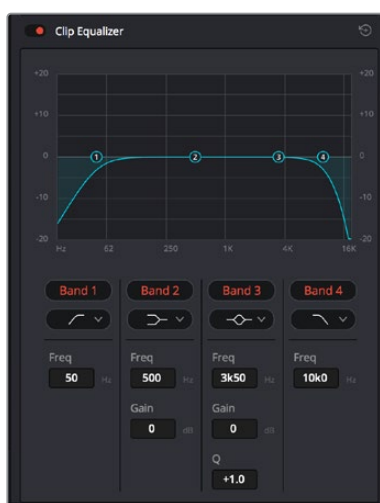 Clip Equalizer
+20 +20
+10 +10
0 0
-10 -10
-20 -20
Hz 62 250 1K 4K 16K
1 2 3 4
Band 1 Band 2 Band 3 Band 4
Freq Freq Freq Freq
50 Hz 500 Hz 3k50 Hz 10k0 Hz
Gain Gain
0 dB 0 dB
Q
+1.0